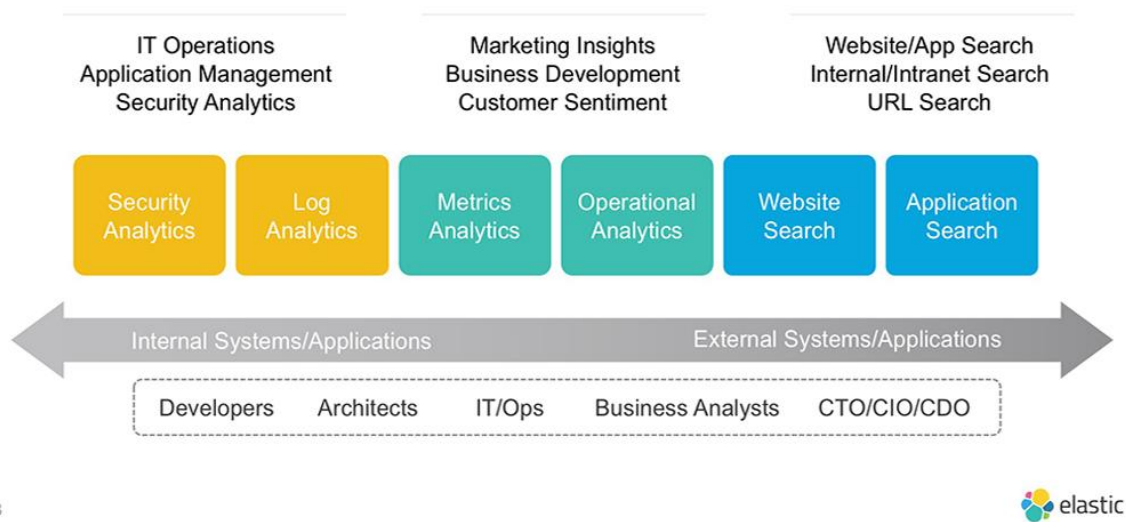 IT Operations
Application Management
Security Analytics
Marketing Insights
Business Development
Customer Sentiment
Website/App Search
Internal/Intranet Search
URL Search
Security
Analytics
Log
Analytics
Metrics
Analytics
Operational
Analytics
Website
Search
Application
Search
Internal Systems/Applications
External Systems/Applications
Developers
Architects
IT/Ops
Business Analysts
CTO/CIO/CDO
elastic